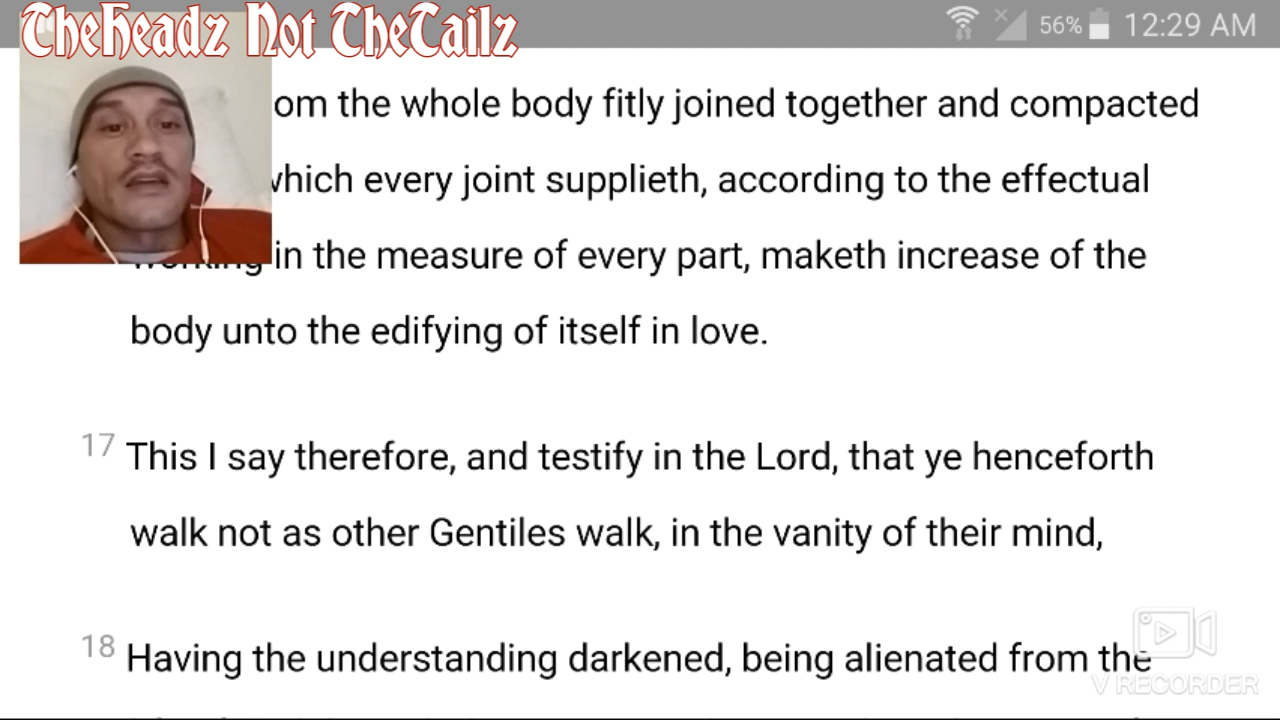 TheHeadz Not TheTailz
56% 12:29 AM
om the whole body fitly joined together and compacted
which every joint supplieth, according to the effectual
working in the measure of every part, maketh increase of the
body unto the edifying of itself in love.
17 This I say therefore, and testify in the Lord, that ye henceforth
walk not as other Gentiles walk, in the vanity of their mind,
18 Having the understanding darkened, being alienated from the
V RECORDER